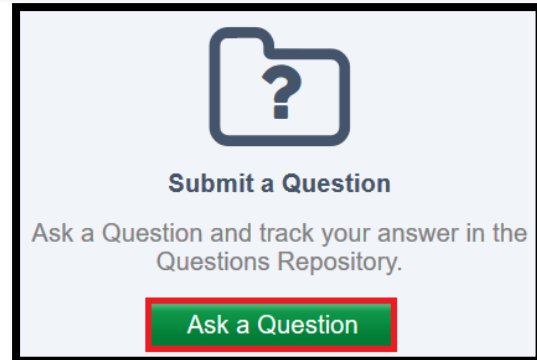 ?
Submit a Question
Ask a Question and track your answer in the
Questions Repository.
Ask a Question